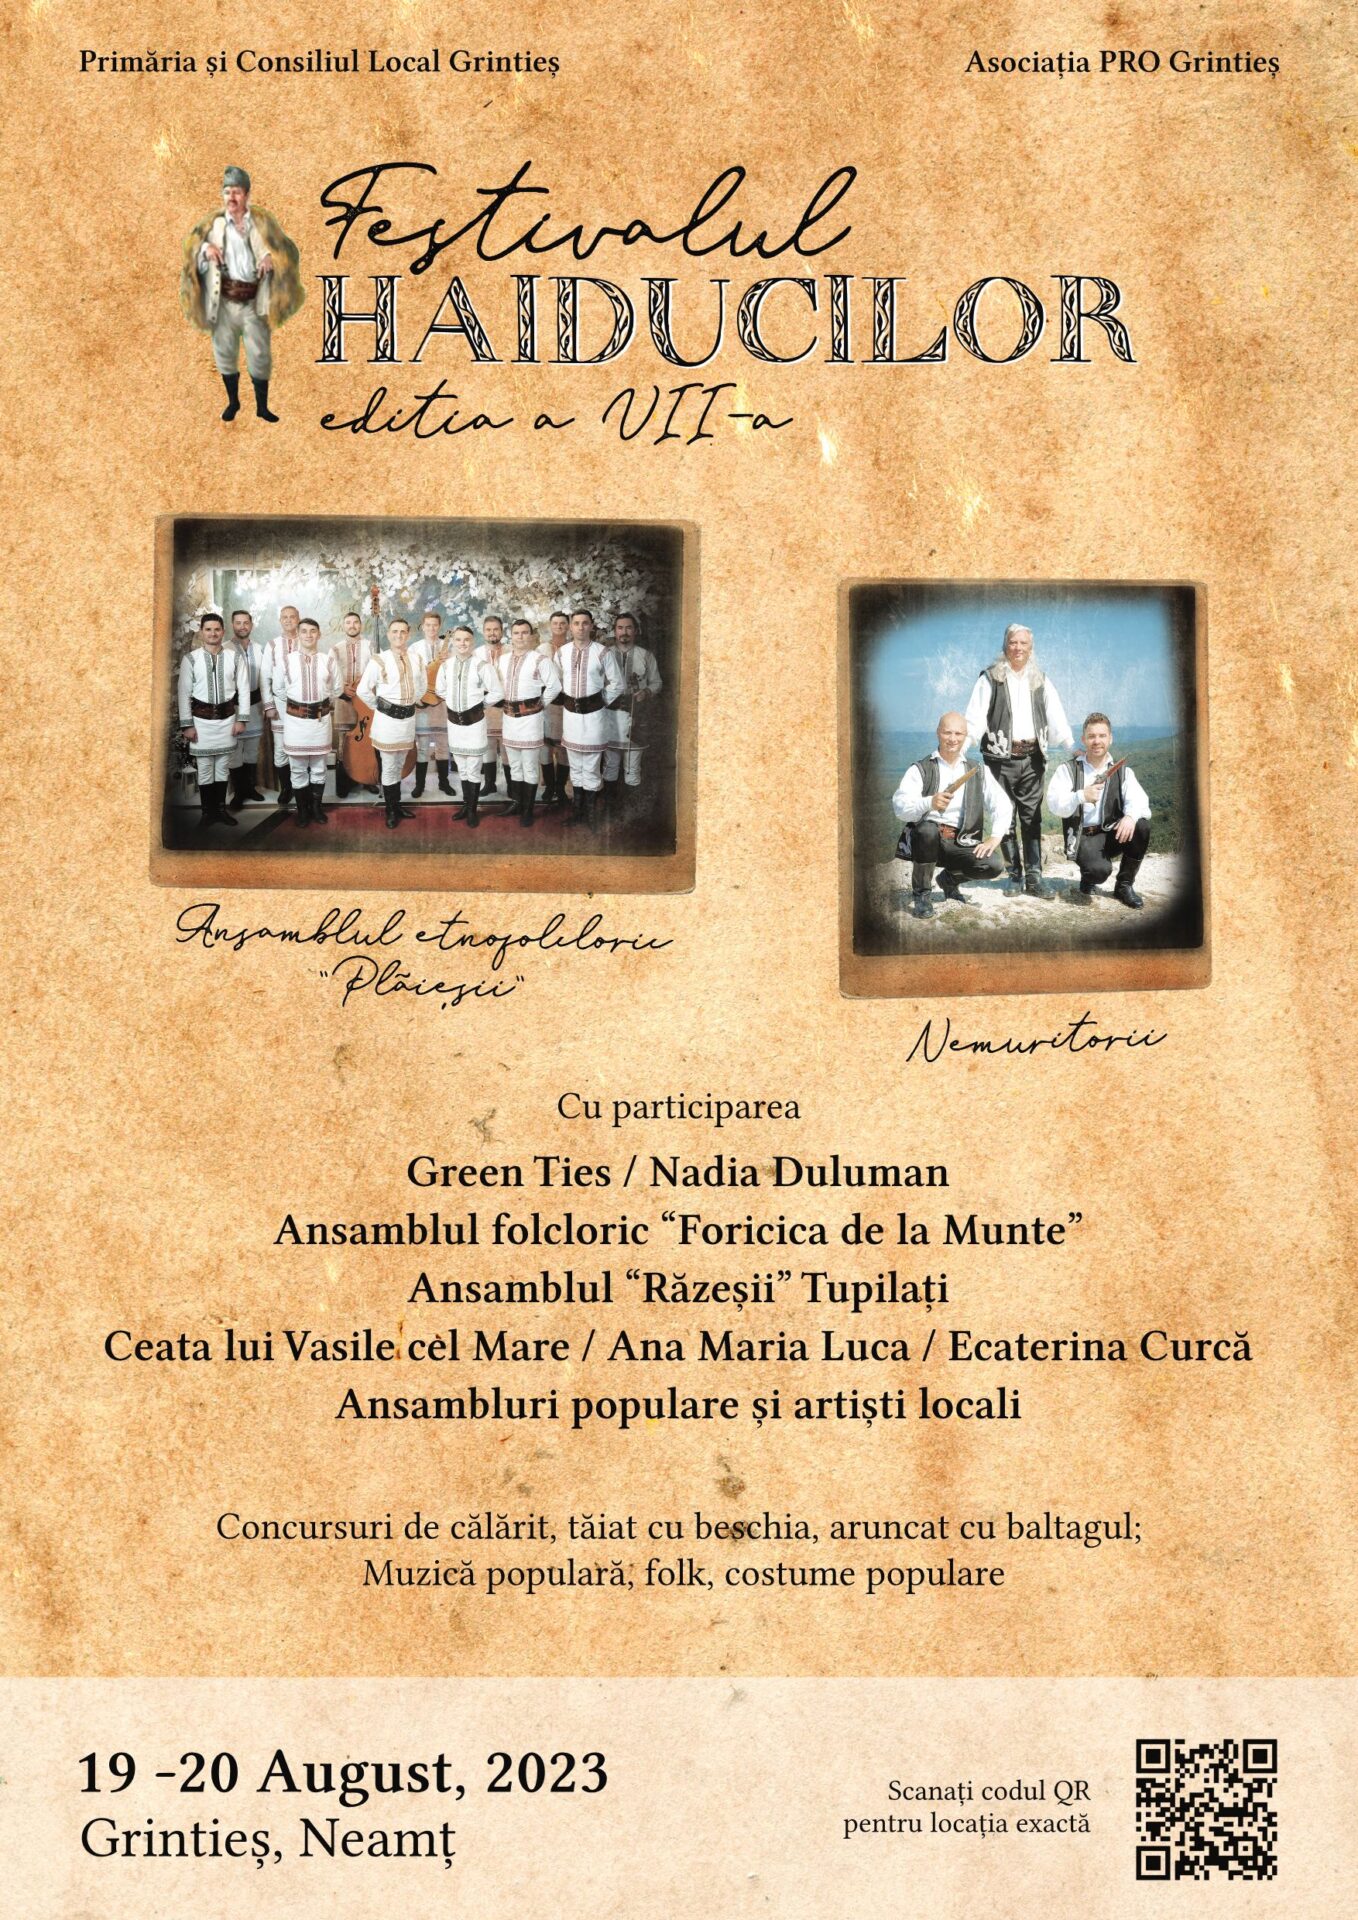 Primăria și Consiliul Local Grintieș
Asociația PRO Grintieș
Festivalul
HAIDUCILOR
editia a VII-a
Ansamblul etnofolcloric
"Plăieșii"
Nemuritorii
Cu participarea
Green Ties / Nadia Duluman
Ansamblul folcloric “Foricica de la Munte”
Ansamblul “Răzeșii” Tupilați
Ceata lui Vasile cel Mare / Ana Maria Luca / Ecaterina Curcă
Ansambluri populare și artiști locali
Concursuri de călărit, tăiat cu beschia, aruncat cu baltagul;
Muzică populară, folk, costume populare
19 -20 August, 2023
Grintieș, Neamț
Scanați codul QR
pentru locația exactă